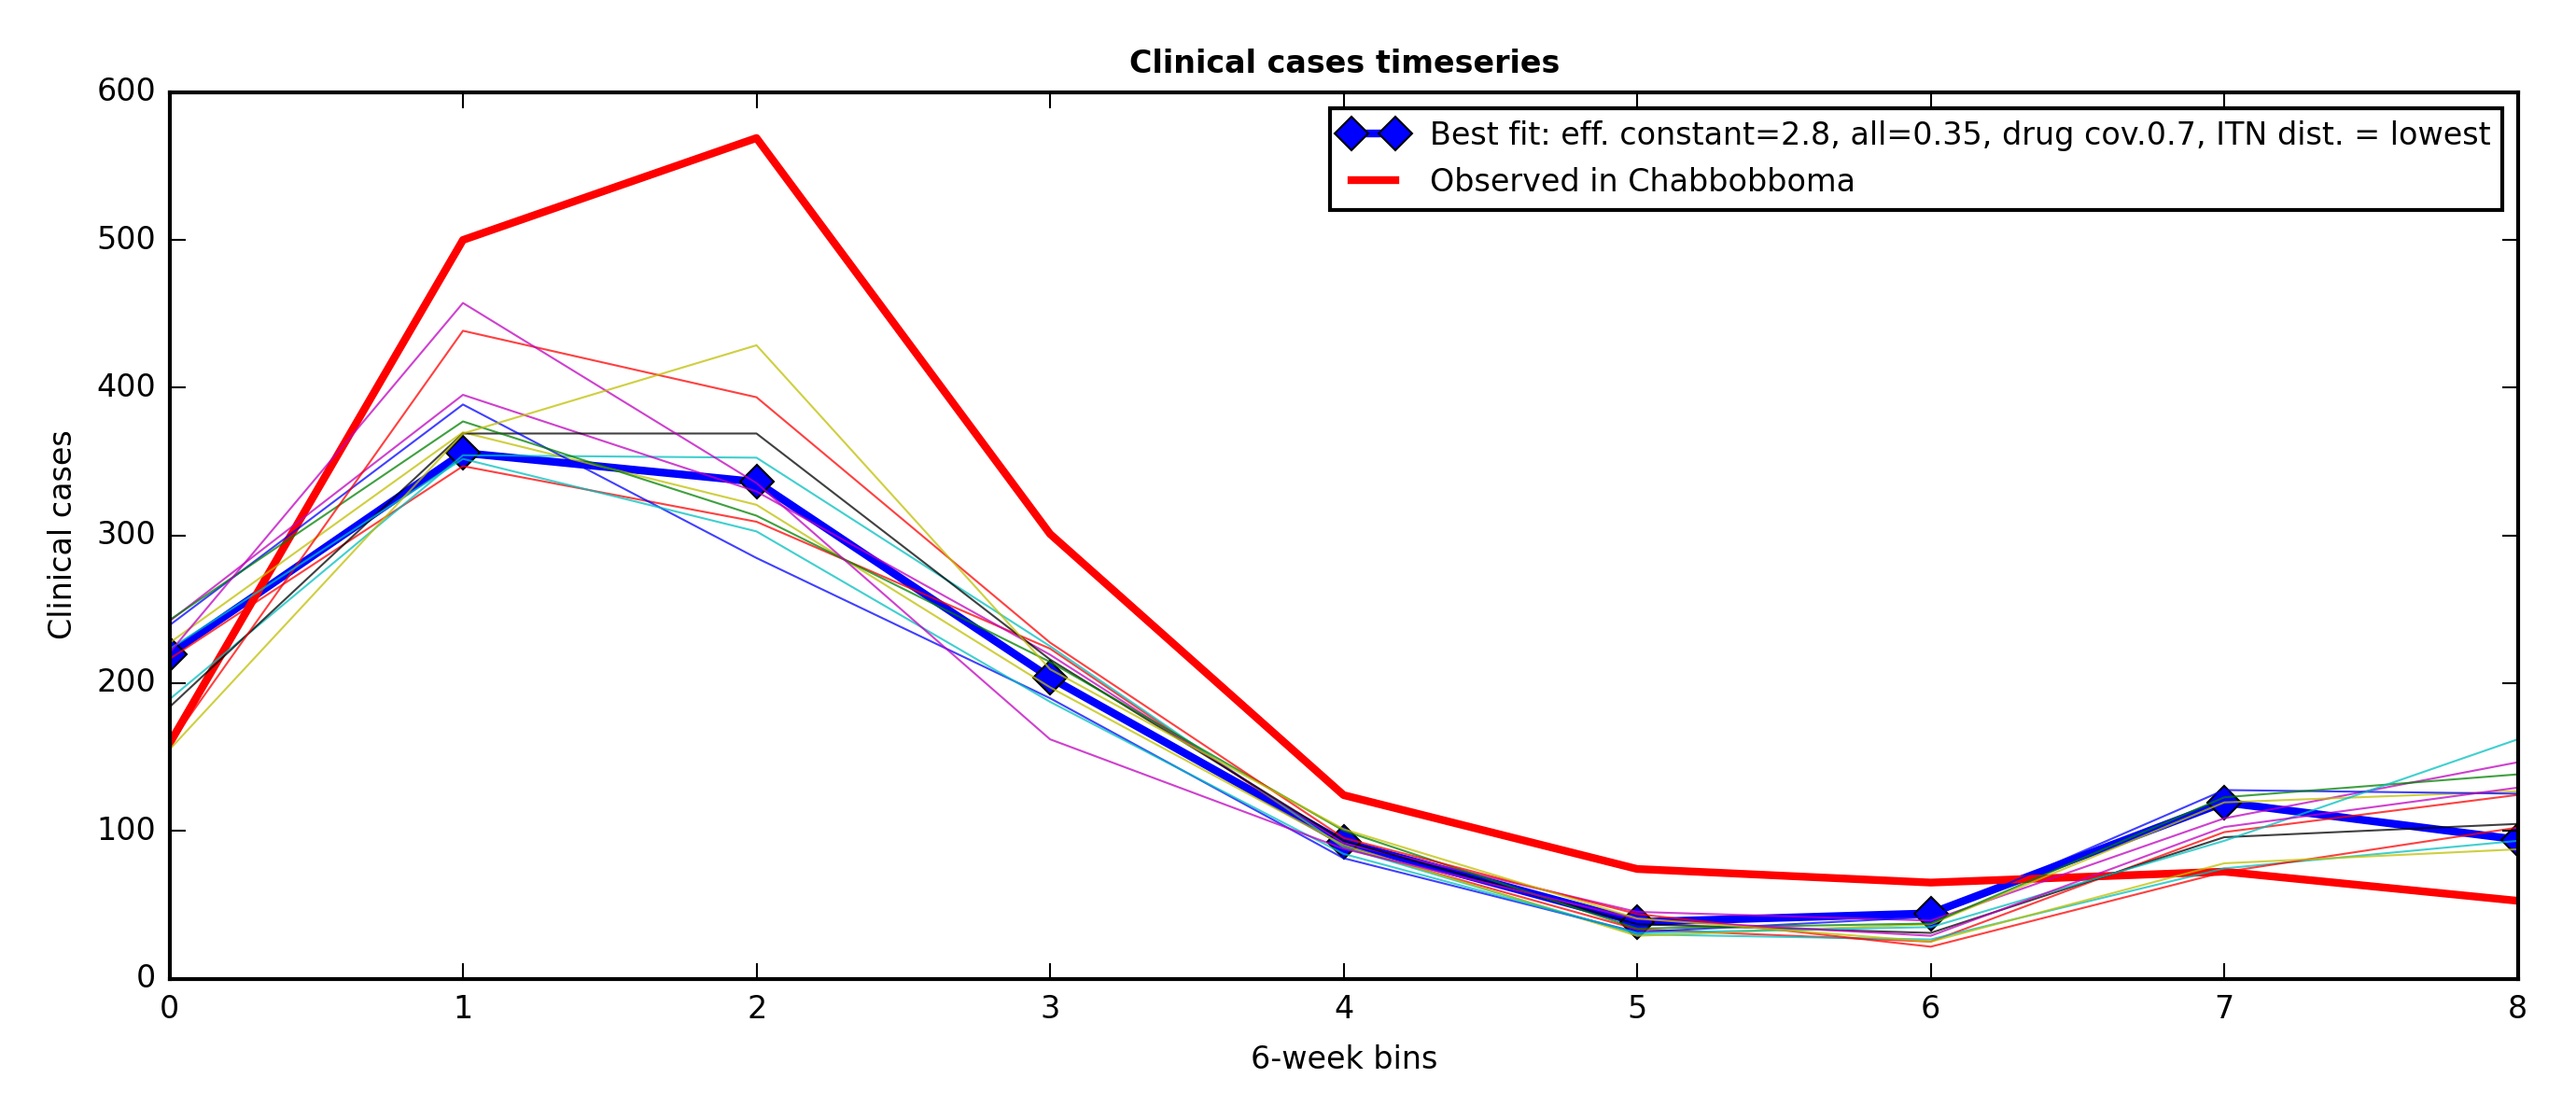 Clinical cases timeseries
Best fit: eff. constant=2.8, all=0.35, drug cov.0.7, ITN dist. = lowest
Observed in Chabbobboma
Clinical cases
600
500
400
300
200
100
0
0 1 2 3 4 5 6 7 8
6-week bins